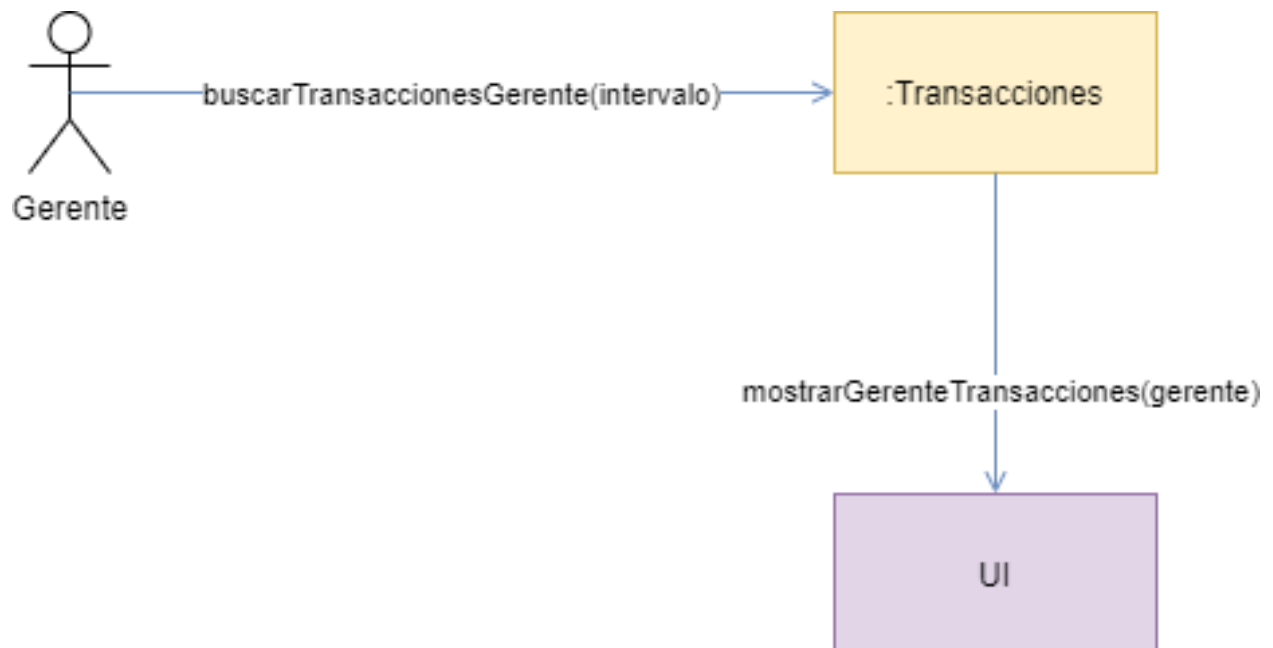 buscarTransaccionesGerente(intervalo)
:Transacciones
Gerente
mostrarGerenteTransacciones(gerente)
UI